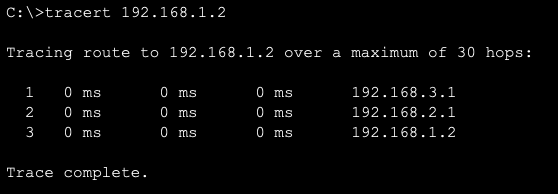 C:\>tracert 192.168.1.2
Tracing route to 192.168.1.2 over a maximum of 30 hops:
1 0 ms 0 ms 0 ms 192.168.3.1
2 0 ms 0 ms 0 ms 192.168.2.1
3 0 ms 0 ms 0 ms 192.168.1.2
Trace complete.